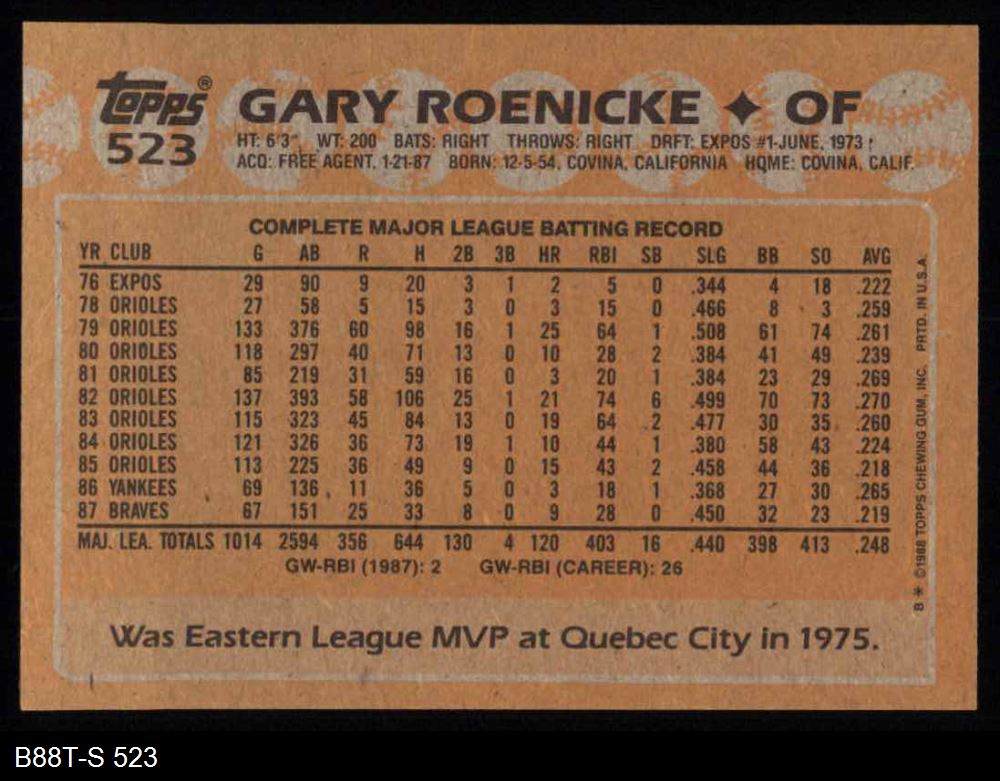 Topps®
523
GARY ROENICKE ✦ OF
HT: 6'3" WT: 200 BATS: RIGHT THROWS: RIGHT DRFT: EXPOS #1-JUNE, 1973
ACQ: FREE AGENT, 1-21-87 BORN: 12-5-54, COVINA, CALIFORNIA HOME: COVINA, CALIF.
COMPLETE MAJOR LEAGUE BATTING RECORD
YR CLUB G AB R H 2B 3B HR RBI SB SLG BB SO AVG
76 EXPOS 29 90 9 20 3 1 2 5 0 .344 4 18 .222
78 ORIOLES 27 58 5 15 3 0 3 15 0 .466 8 3 .259
79 ORIOLES 133 376 60 98 16 1 25 64 1 .508 61 74 .261
80 ORIOLES 118 297 40 71 13 0 10 28 2 .384 41 49 .239
81 ORIOLES 85 219 31 59 16 0 3 20 1 .384 23 29 .269
82 ORIOLES 137 393 58 106 25 1 21 74 6 .499 70 73 .270
83 ORIOLES 115 323 45 84 13 0 19 64 2 .477 30 35 .260
84 ORIOLES 121 326 36 73 19 1 10 44 1 .380 58 43 .224
85 ORIOLES 113 225 36 49 9 0 15 43 2 .458 44 36 .218
86 YANKEES 69 136 11 36 5 0 3 18 1 .368 27 30 .265
87 BRAVES 67 151 25 33 8 0 9 28 0 .450 32 23 .219
MAJ. LEA. TOTALS 1014 2594 356 644 130 4 120 403 16 .440 398 413 .248
GW-RBI (1987): 2 GW-RBI (CAREER): 26
Was Eastern League MVP at Quebec City in 1975.
B * ©1988 TOPPS CHEWING GUM, INC. PRTD. IN U.S.A.
B88T-S 523